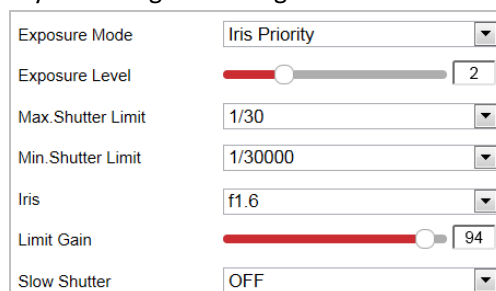 Exposure Mode Iris Priority
Exposure Level 2
Max.Shutter Limit 1/30
Min.Shutter Limit 1/30000
Iris f1.6
Limit Gain 94
Slow Shutter OFF